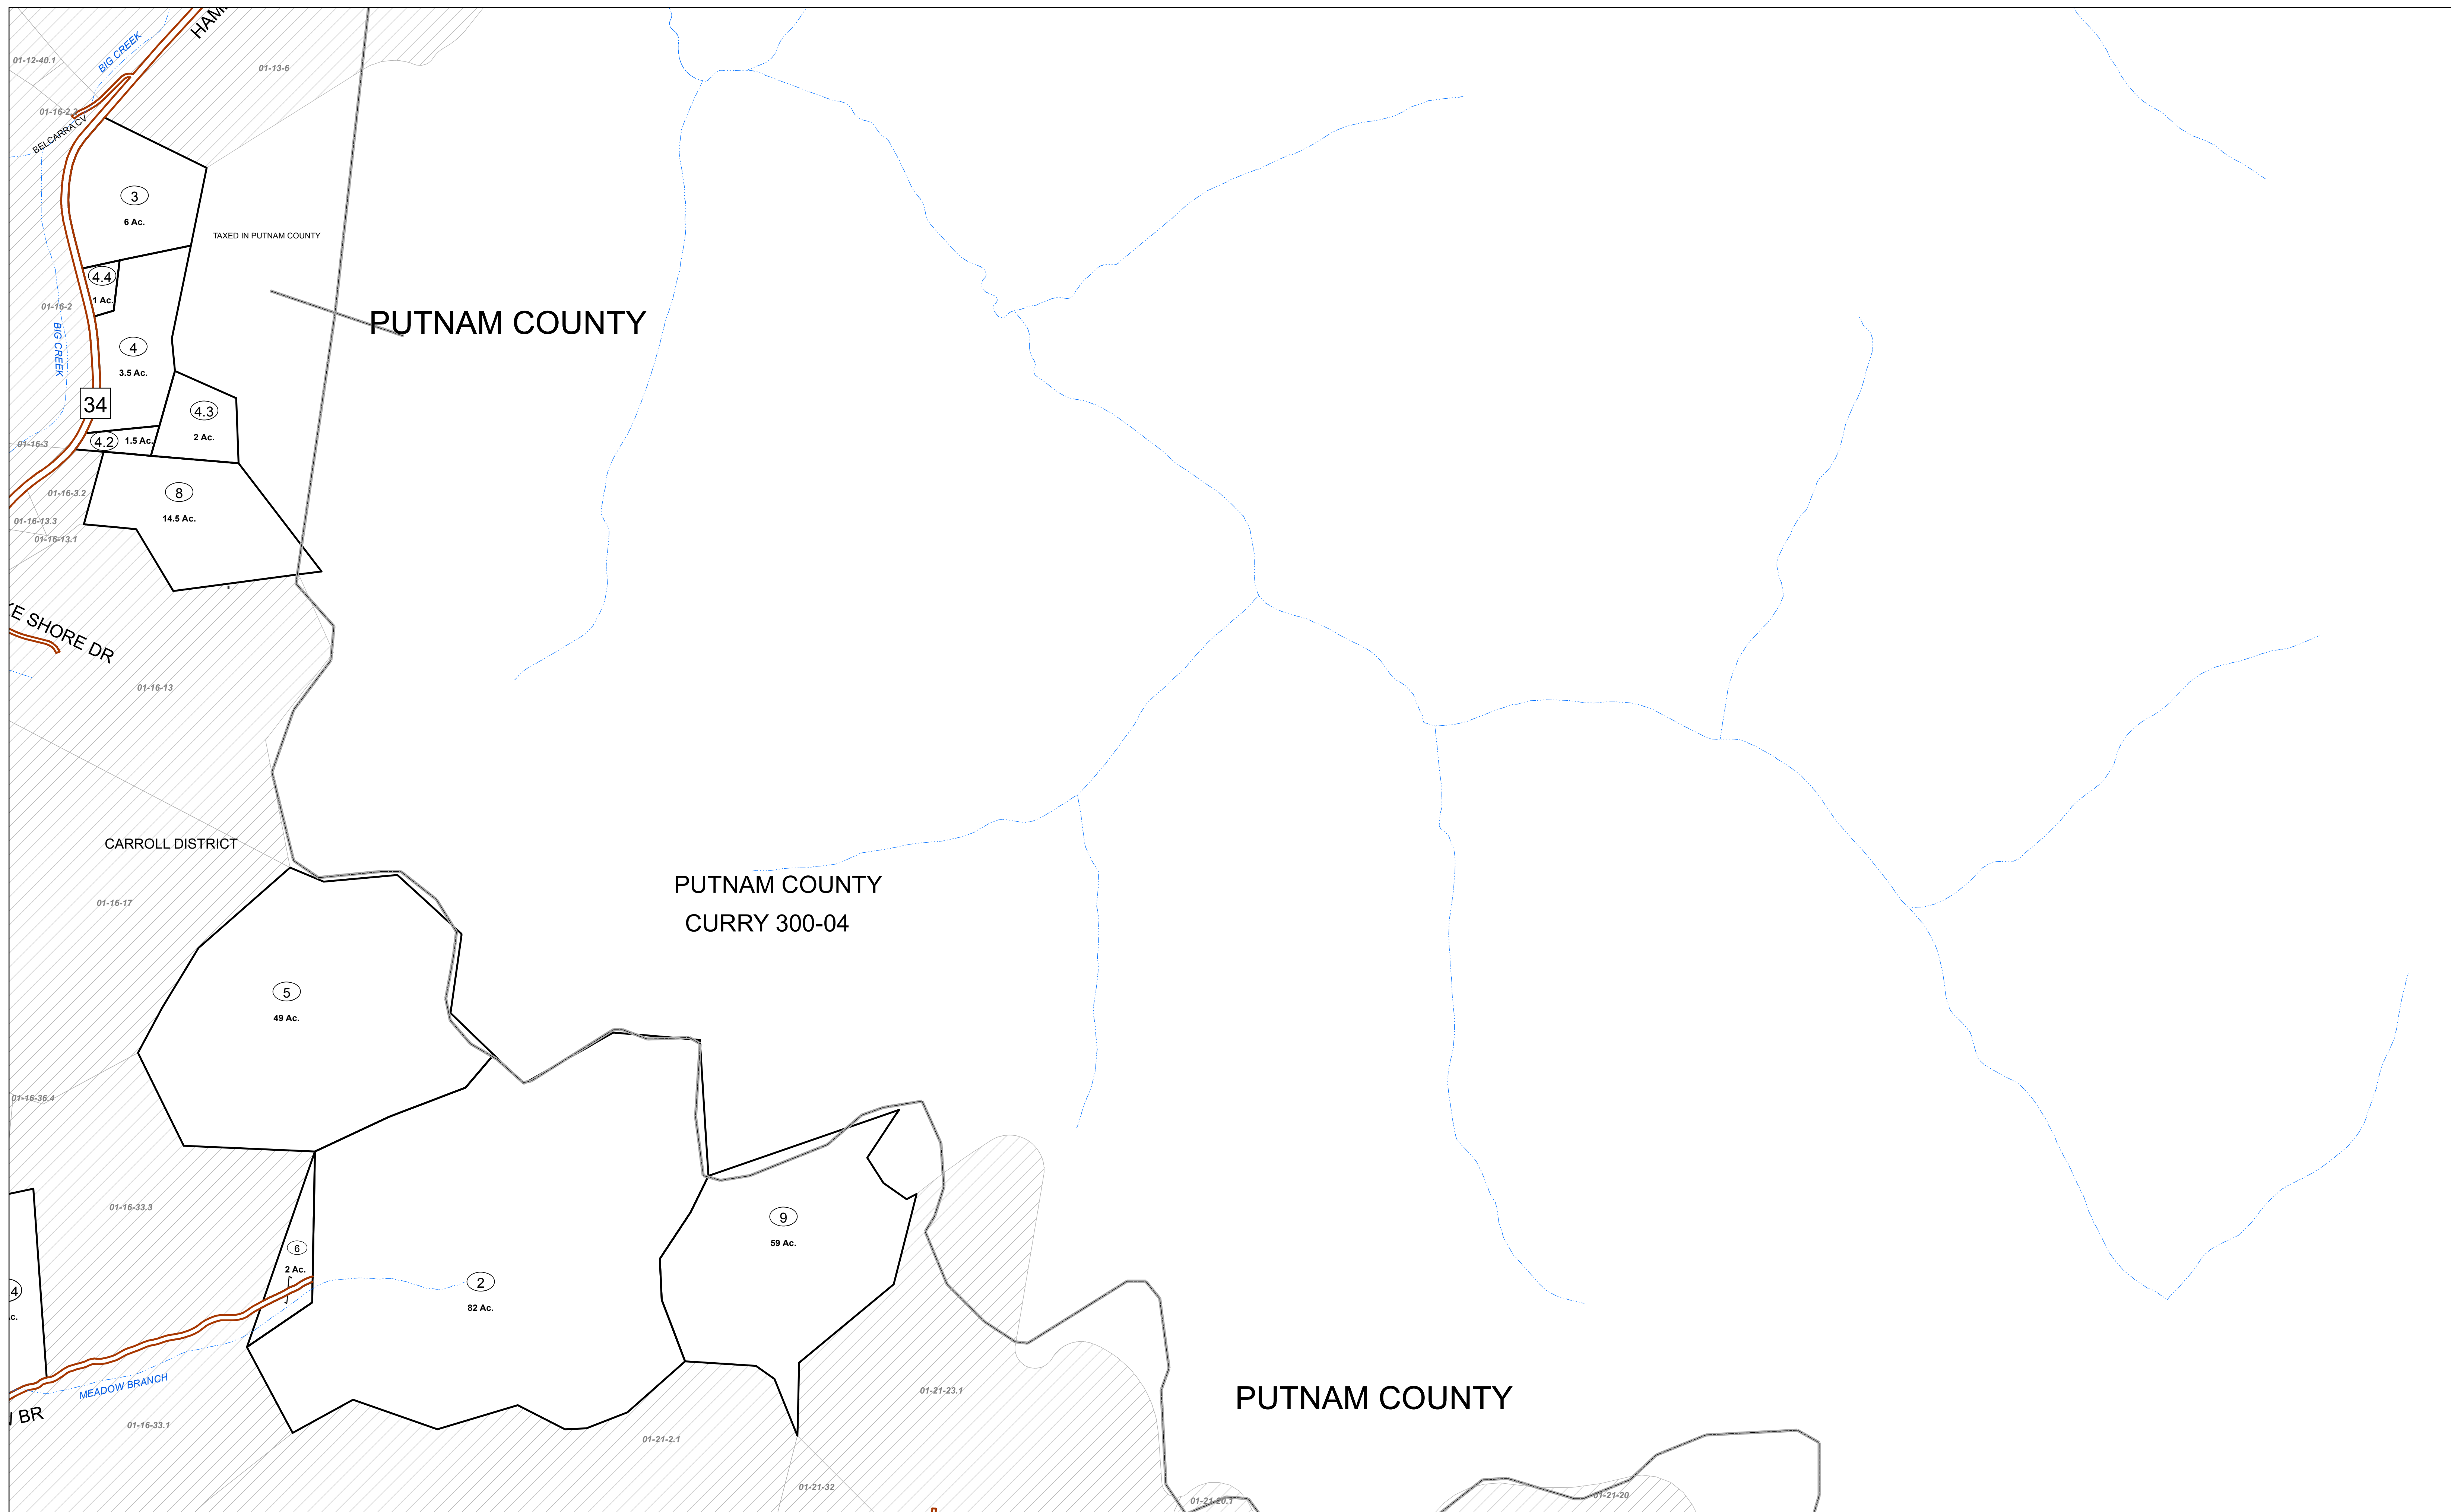 BIG CREEK
01-12-40.1
01-13-6
01-16-2.2
BELCARRA CV
3
6 Ac.
TAXED IN PUTNAM COUNTY
4.4
1 Ac.
01-16-2
BIG CREEK
PUTNAM COUNTY
4
3.5 Ac.
34
4.3
2 Ac.
4.2
1.5 Ac.
01-16-3
8
14.5 Ac.
01-16-3.2
01-16-13.3
01-16-13.1
SHORE DR
01-16-13
CARROLL DISTRICT
PUTNAM COUNTY
CURRY 300-04
01-16-17
5
49 Ac.
01-16-36.4
01-16-33.3
9
59 Ac.
6
2 Ac.
2
82 Ac.
MEADOW BRANCH
BR
01-16-33.1
01-21-23.1
PUTNAM COUNTY
01-21-2.1
01-21-32
01-21-20.1
01-21-20